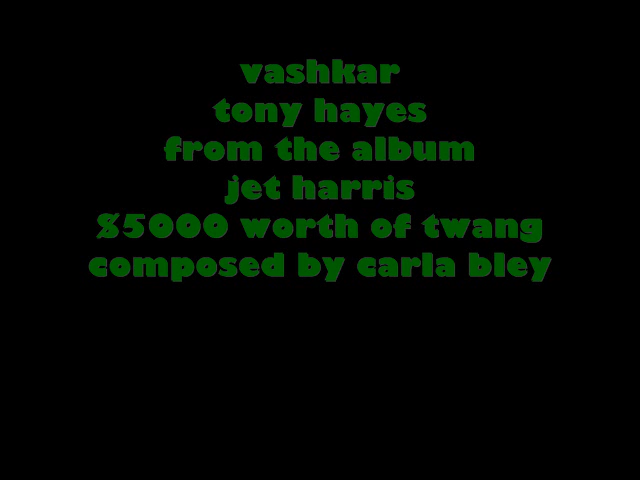 vashkar
tony hayes
from the album
jet harris
$5000 worth of twang
composed by carla bley